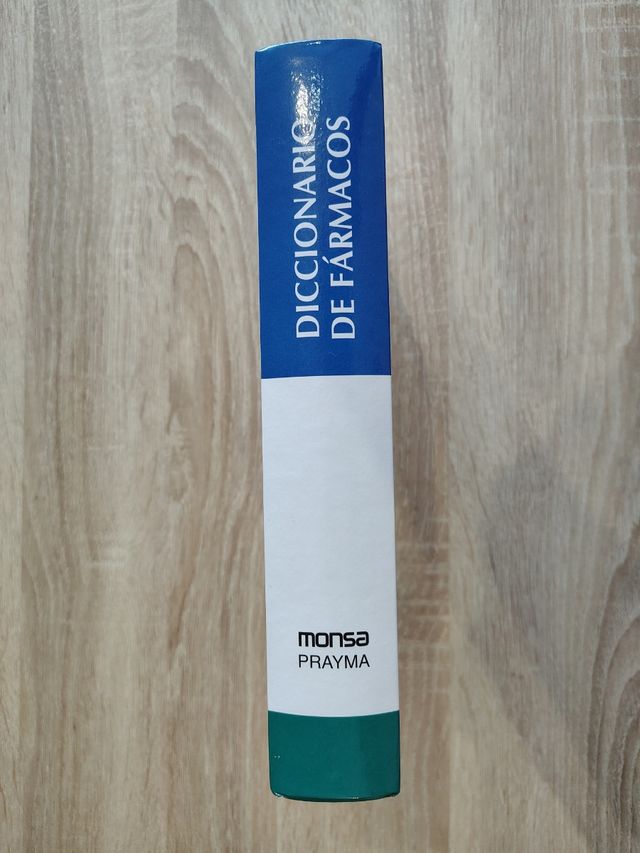 DICCIONARIO
DE FÁRMACOS
monsa
PRAYMA